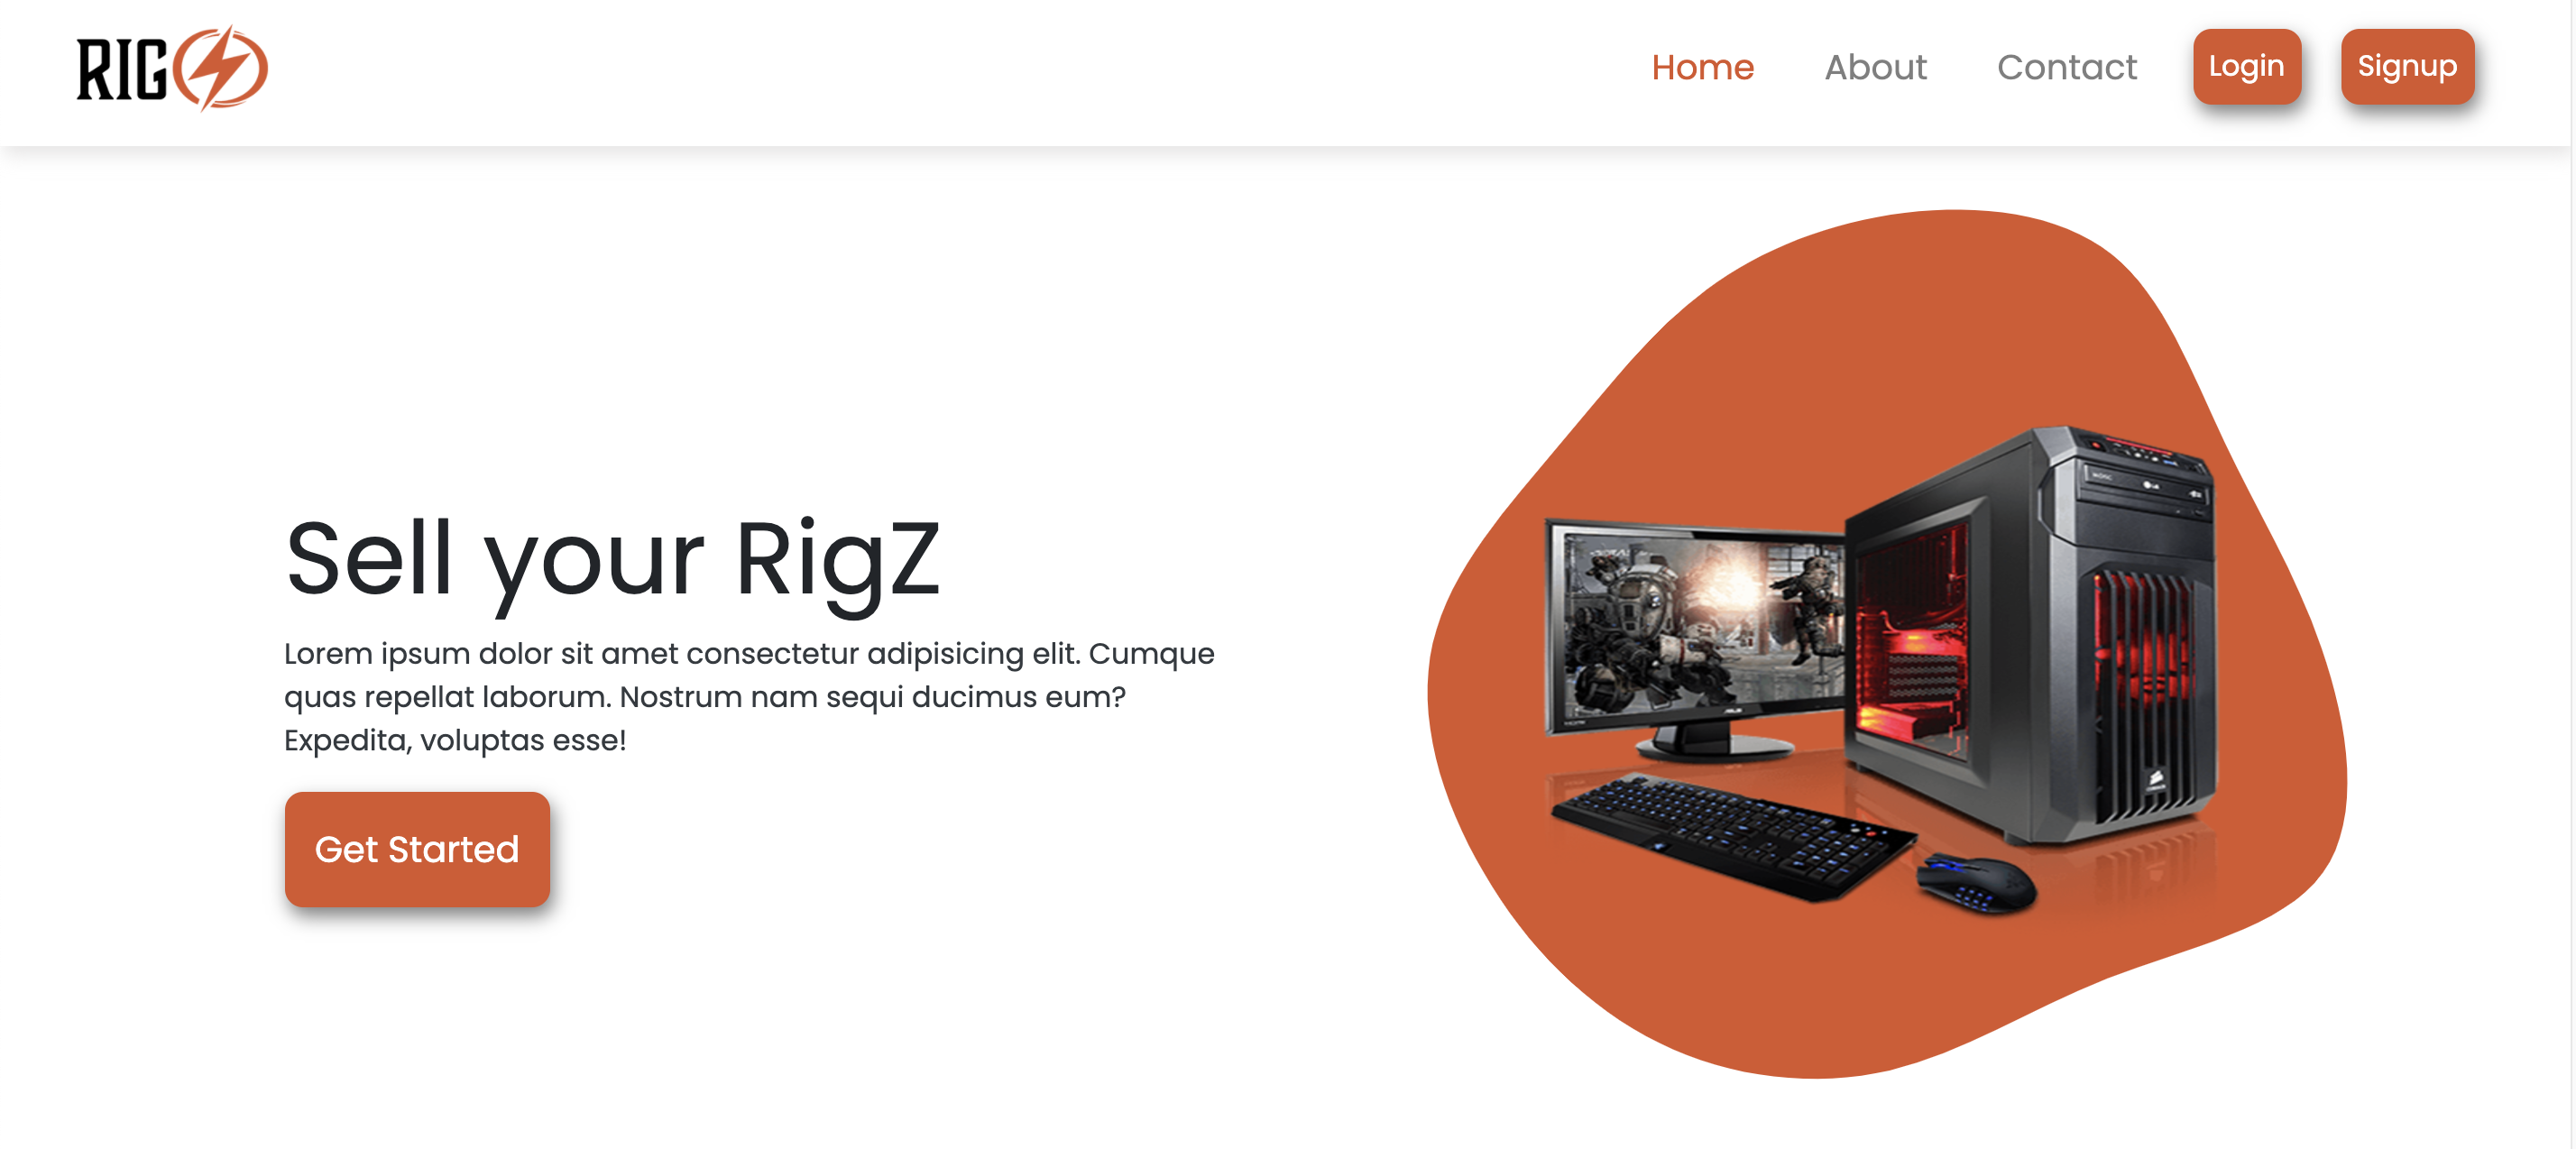 RIG
Home
About
Contact
Login
Signup
Sell your RigZ
Lorem ipsum dolor sit amet consectetur adipisicing elit. Cumque
quas repellat laborum. Nostrum nam sequi ducimus eum?
Expedita, voluptas esse!
Get Started
LG